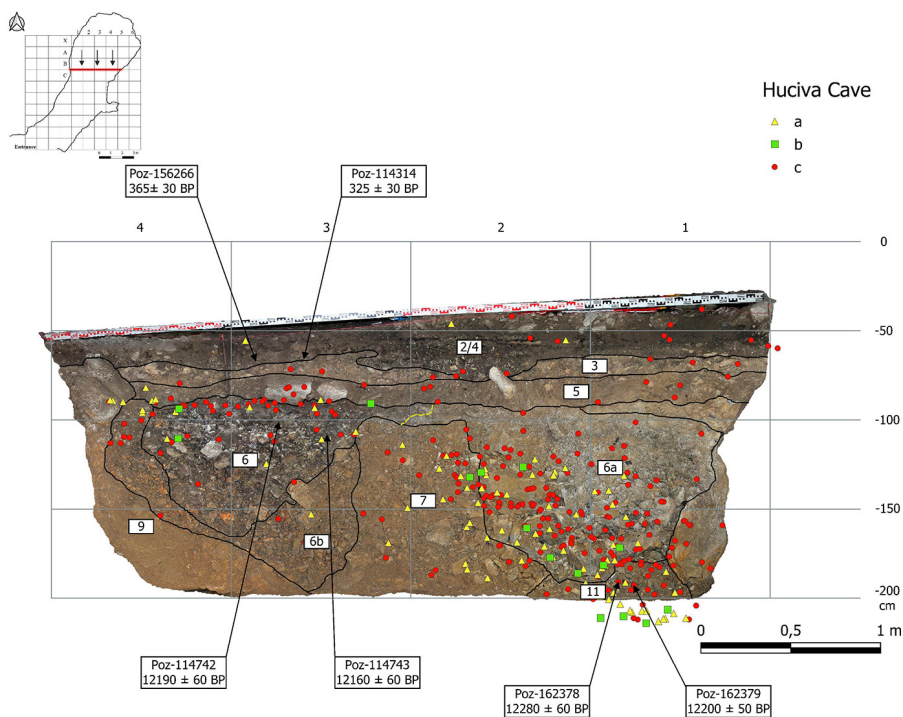 1 2 3 4 5 6
X
A
B
C
Entrance
0 1 2 3 m
Huciva Cave
a
b
c
Poz-156266
365± 30 BP
Poz-114314
325 ± 30 BP
4 3 2 1
0
-50
-100
-150
-200
cm
2/4
3
5
6
6a
7
9
6b
11
0 0,5 1 m
Poz-114742
12190 ± 60 BP
Poz-114743
12160 ± 60 BP
Poz-162378
12280 ± 60 BP
Poz-162379
12200 ± 50 BP